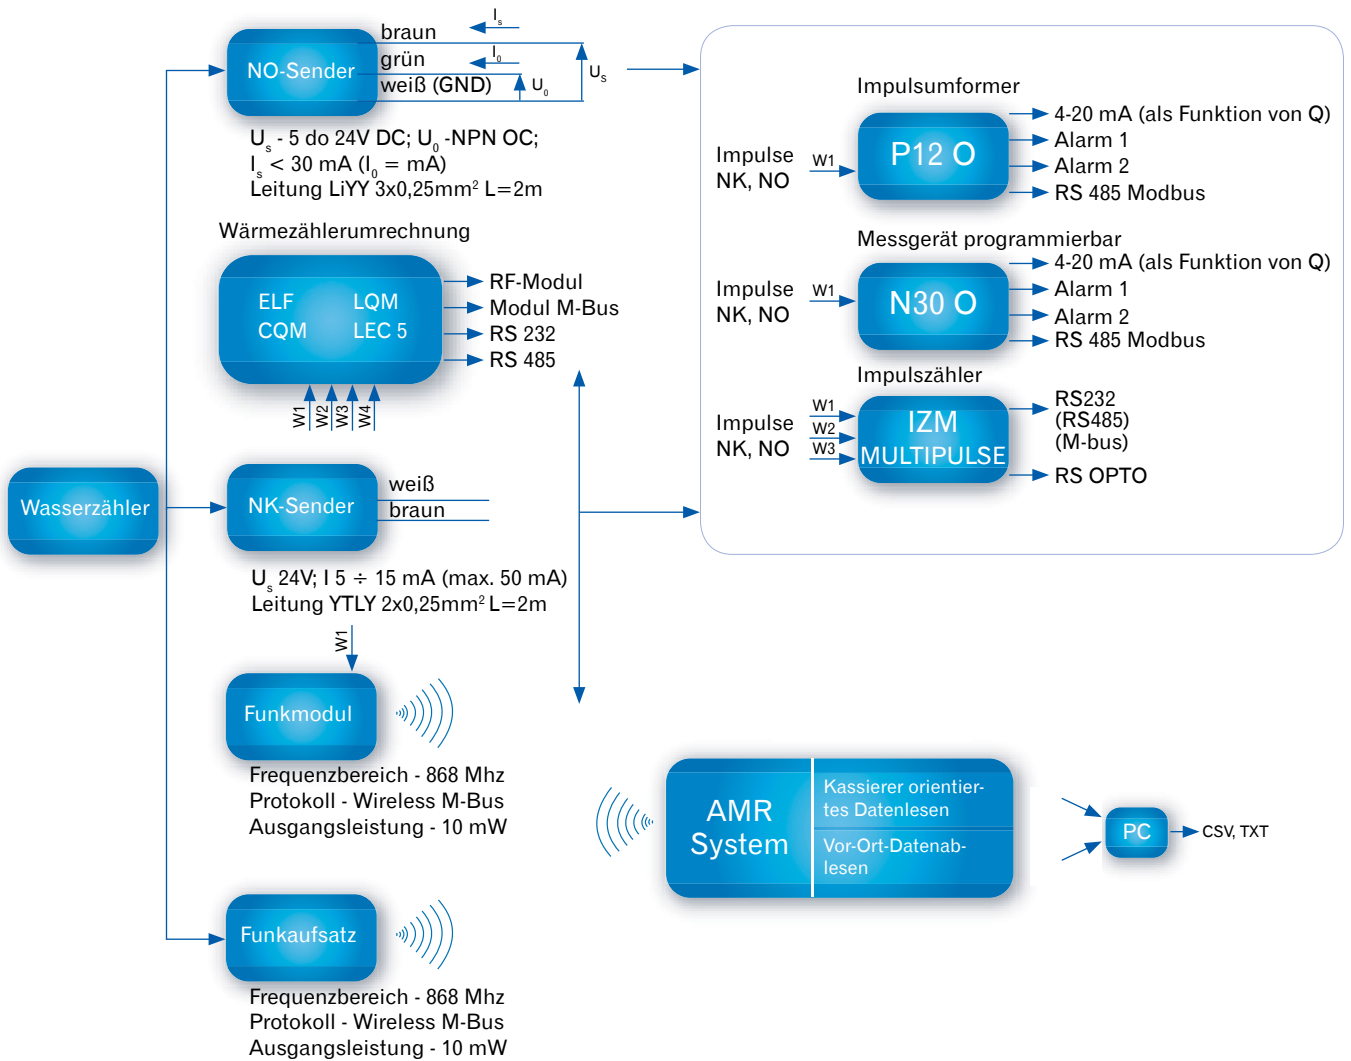 Wasserzähler
NO-Sender
braun
grün
weiß (GND)
Is
I0
U0
Us
Us - 5 do 24V DC; U0 -NPN OC;
Is < 30 mA (I0 = mA)
Leitung LiYY 3x0,25mm² L=2m
Wärmezählerumrechnung
ELF LQM
CQM LEC 5
RF-Modul
Modul M-Bus
RS 232
RS 485
W1 W2 W3 W4
NK-Sender
weiß
braun
Us 24V; I 5 ÷ 15 mA (max. 50 mA)
Leitung YTLY 2x0,25mm² L=2m
W1
Funkmodul
Frequenzbereich - 868 Mhz
Protokoll - Wireless M-Bus
Ausgangsleistung - 10 mW
Funkaufsatz
Frequenzbereich - 868 Mhz
Protokoll - Wireless M-Bus
Ausgangsleistung - 10 mW
Impulsumformer
Impulse
NK, NO
W1
P12 O
4-20 mA (als Funktion von Q)
Alarm 1
Alarm 2
RS 485 Modbus
Messgerät programmierbar
Impulse
NK, NO
W1
N30 O
4-20 mA (als Funktion von Q)
Alarm 1
Alarm 2
RS 485 Modbus
Impulszähler
Impulse
NK, NO
W1
W2
W3
IZM
MULTIPULSE
RS232
(RS485)
(M-bus)
RS OPTO
AMR
System
Kassierer orientier-
tes Datenlesen
Vor-Ort-Datenab-
lesen
PC
CSV, TXT